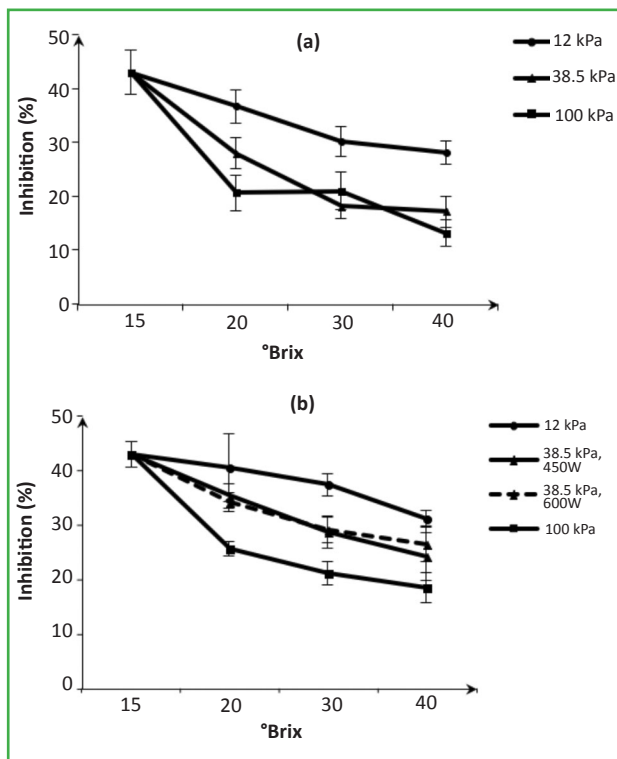 (a)
50
40
30
20
10
0
Inhibition (%)
15 20 30 40
°Brix
12 kPa
38.5 kPa
100 kPa
(b)
50
40
30
20
10
0
Inhibition (%)
15 20 30 40
°Brix
12 kPa
38.5 kPa,
450W
38.5 kPa,
600W
100 kPa